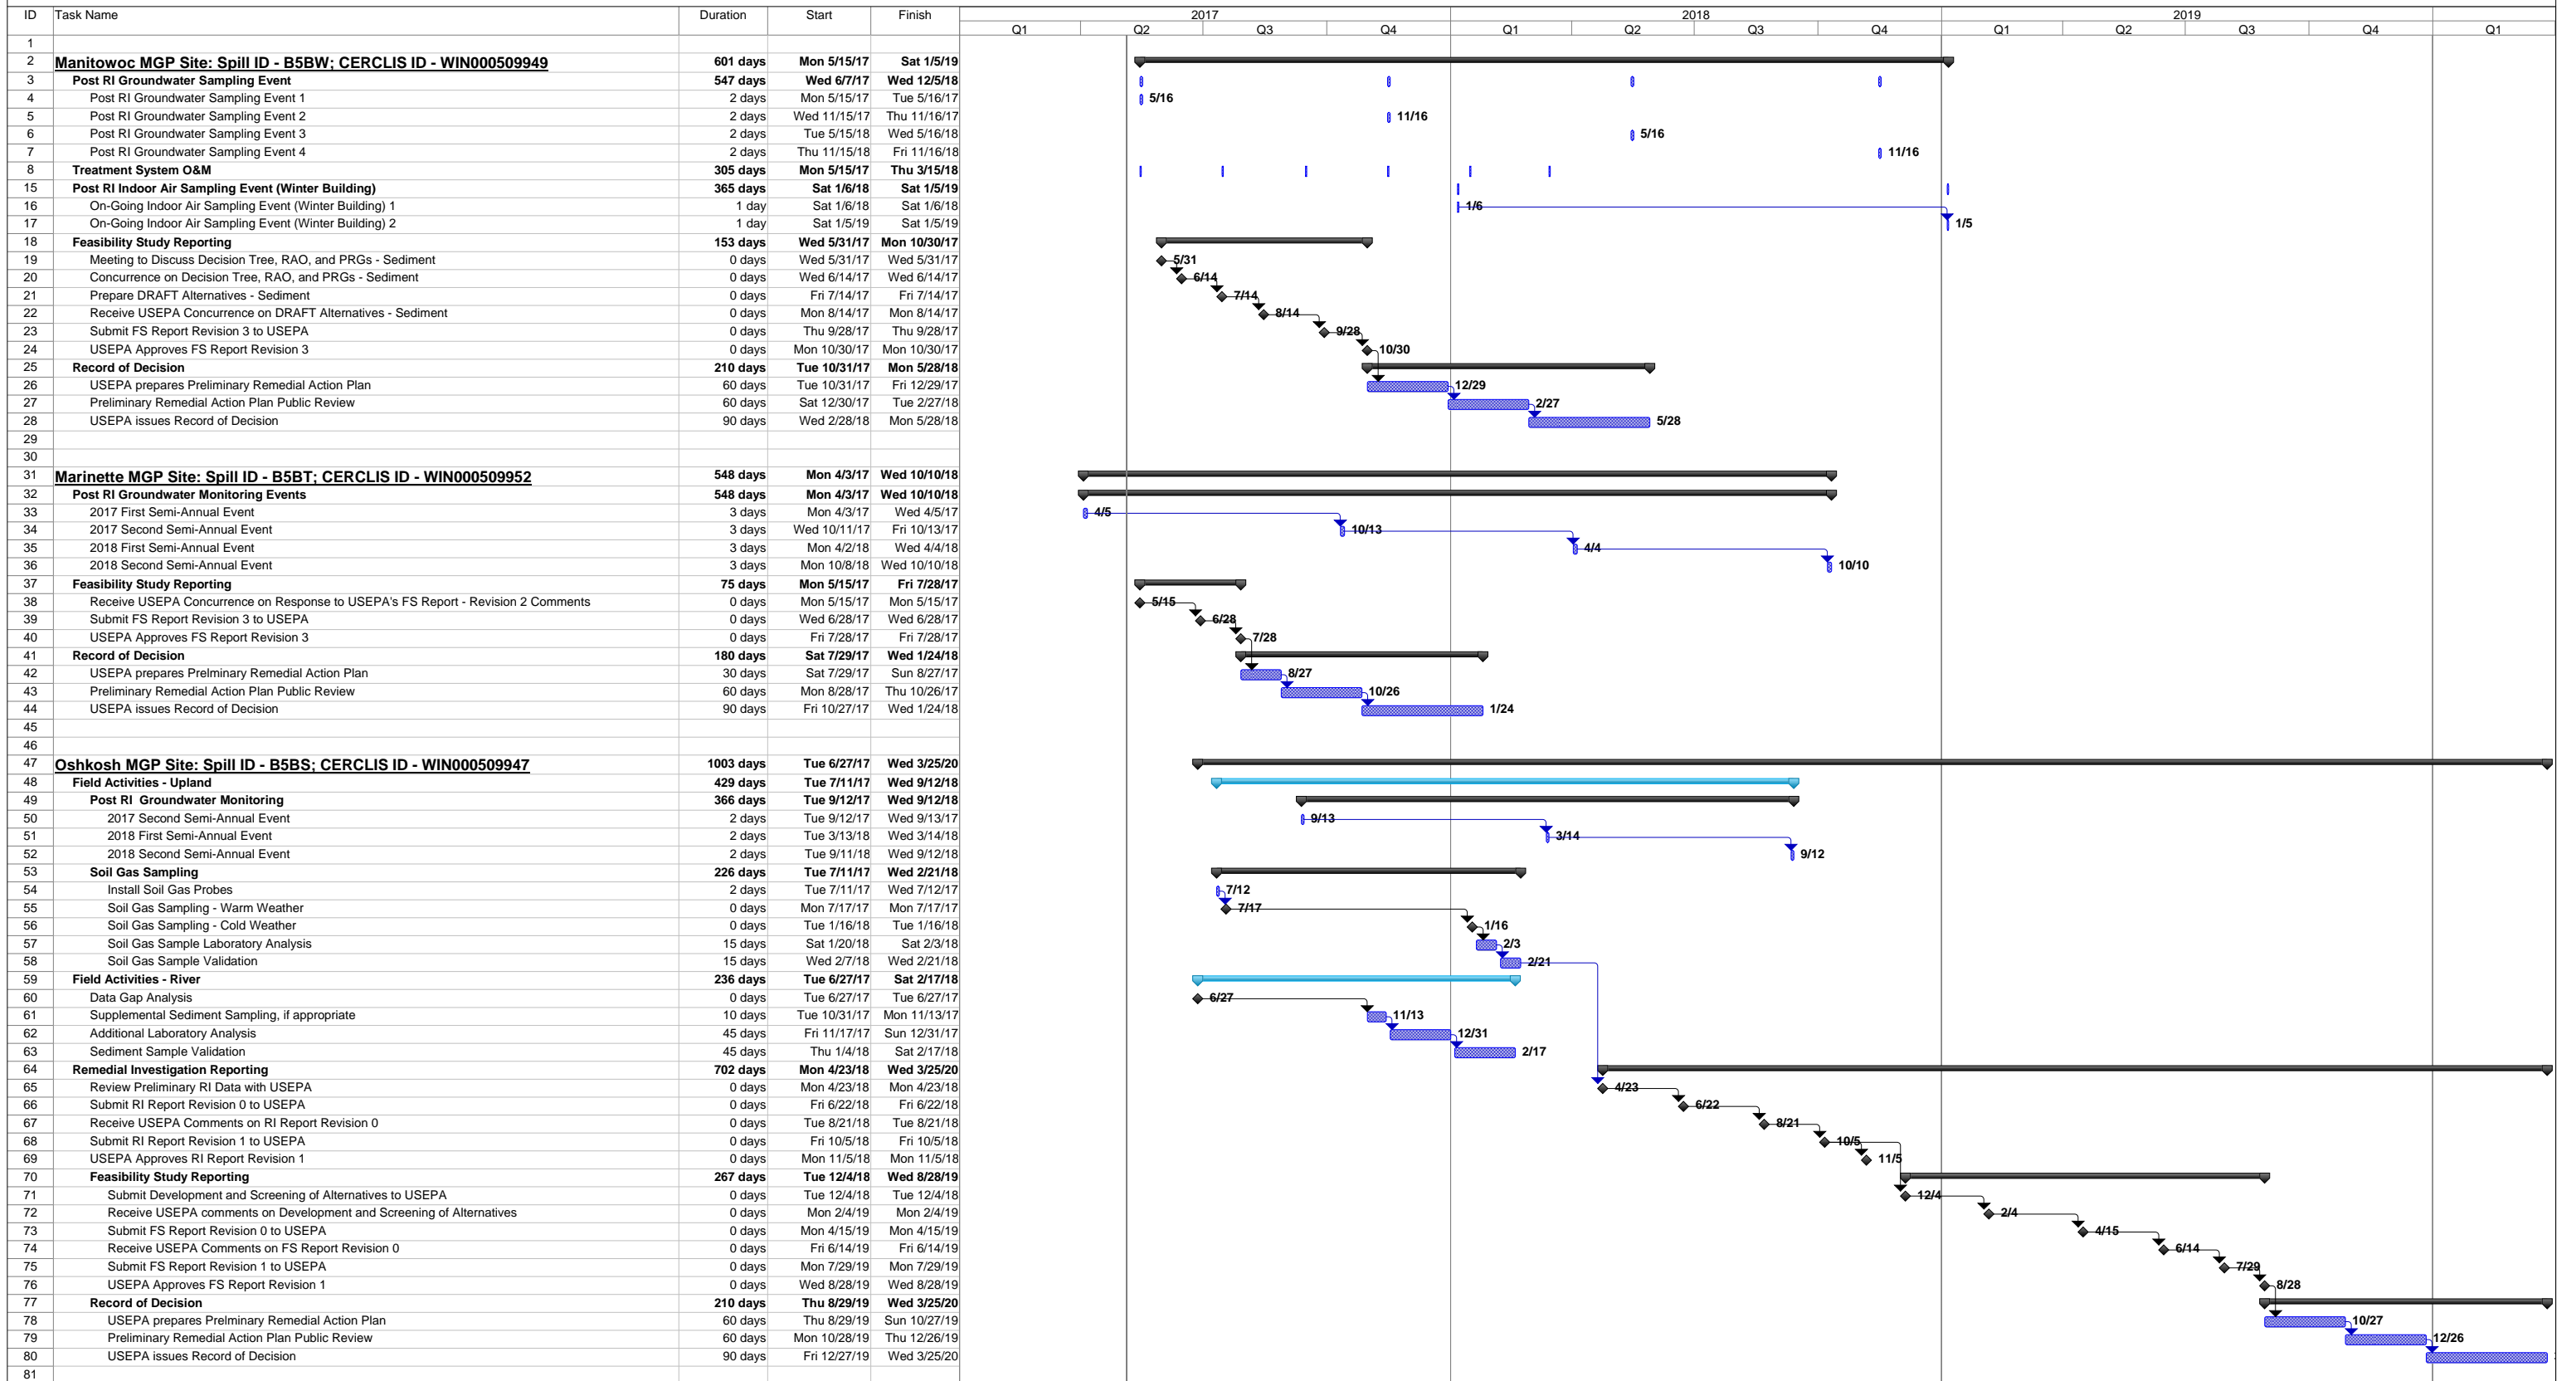 ID Task Name Duration Start Finish 2017 2018 2019
Q1 Q2 Q3 Q4 Q1 Q2 Q3 Q4 Q1 Q2 Q3 Q4 Q1
1
2 Manitowoc MGP Site: Spill ID - B5BW; CERCLIS ID - WIN000509949 601 days Mon 5/15/17 Sat 1/5/19
3 Post RI Groundwater Sampling Event 547 days Wed 6/7/17 Wed 12/5/18
4 Post RI Groundwater Sampling Event 1 2 days Mon 5/15/17 Tue 5/16/17 5/16
5 Post RI Groundwater Sampling Event 2 2 days Wed 11/15/17 Thu 11/16/17 11/16
6 Post RI Groundwater Sampling Event 3 2 days Tue 5/15/18 Wed 5/16/18 5/16
7 Post RI Groundwater Sampling Event 4 2 days Thu 11/15/18 Fri 11/16/18 11/16
8 Treatment System O&M 305 days Mon 5/15/17 Thu 3/15/18
15 Post RI Indoor Air Sampling Event (Winter Building) 365 days Sat 1/6/18 Sat 1/5/19
16 On-Going Indoor Air Sampling Event (Winter Building) 1 1 day Sat 1/6/18 Sat 1/6/18 1/6
17 On-Going Indoor Air Sampling Event (Winter Building) 2 1 day Sat 1/5/19 Sat 1/5/19 1/5
18 Feasibility Study Reporting 153 days Wed 5/31/17 Mon 10/30/17
19 Meeting to Discuss Decision Tree, RAO, and PRGs - Sediment 0 days Wed 5/31/17 Wed 5/31/17 5/31
20 Concurrence on Decision Tree, RAO, and PRGs - Sediment 0 days Wed 6/14/17 Wed 6/14/17 6/14
21 Prepare DRAFT Alternatives - Sediment 0 days Fri 7/14/17 Fri 7/14/17 7/14
22 Receive USEPA Concurrence on DRAFT Alternatives - Sediment 0 days Mon 8/14/17 Mon 8/14/17 8/14
23 Submit FS Report Revision 3 to USEPA 0 days Thu 9/28/17 Thu 9/28/17 9/28
24 USEPA Approves FS Report Revision 3 0 days Mon 10/30/17 Mon 10/30/17 10/30
25 Record of Decision 210 days Tue 10/31/17 Mon 5/28/18
26 USEPA prepares Preliminary Remedial Action Plan 60 days Tue 10/31/17 Fri 12/29/17 12/29
27 Preliminary Remedial Action Plan Public Review 60 days Sat 12/30/17 Tue 2/27/18 2/27
28 USEPA issues Record of Decision 90 days Wed 2/28/18 Mon 5/28/18 5/28
29
30
31 Marinette MGP Site: Spill ID - B5BT; CERCLIS ID - WIN000509952 548 days Mon 4/3/17 Wed 10/10/18
32 Post RI Groundwater Monitoring Events 548 days Mon 4/3/17 Wed 10/10/18
33 2017 First Semi-Annual Event 3 days Mon 4/3/17 Wed 4/5/17 4/5
34 2017 Second Semi-Annual Event 3 days Wed 10/11/17 Fri 10/13/17 10/13
35 2018 First Semi-Annual Event 3 days Mon 4/2/18 Wed 4/4/18 4/4
36 2018 Second Semi-Annual Event 3 days Mon 10/8/18 Wed 10/10/18 10/10
37 Feasibility Study Reporting 75 days Mon 5/15/17 Fri 7/28/17
38 Receive USEPA Concurrence on Response to USEPA's FS Report - Revision 2 Comments 0 days Mon 5/15/17 Mon 5/15/17 5/15
39 Submit FS Report Revision 3 to USEPA 0 days Wed 6/28/17 Wed 6/28/17 6/28
40 USEPA Approves FS Report Revision 3 0 days Fri 7/28/17 Fri 7/28/17 7/28
41 Record of Decision 180 days Sat 7/29/17 Wed 1/24/18
42 USEPA prepares Prelminary Remedial Action Plan 30 days Sat 7/29/17 Sun 8/27/17 8/27
43 Preliminary Remedial Action Plan Public Review 60 days Mon 8/28/17 Thu 10/26/17 10/26
44 USEPA issues Record of Decision 90 days Fri 10/27/17 Wed 1/24/18 1/24
45
46
47 Oshkosh MGP Site: Spill ID - B5BS; CERCLIS ID - WIN000509947 1003 days Tue 6/27/17 Wed 3/25/20
48 Field Activities - Upland 429 days Tue 7/11/17 Wed 9/12/18
49 Post RI Groundwater Monitoring 366 days Tue 9/12/17 Wed 9/12/18
50 2017 Second Semi-Annual Event 2 days Tue 9/12/17 Wed 9/13/17 9/13
51 2018 First Semi-Annual Event 2 days Tue 3/13/18 Wed 3/14/18 3/14
52 2018 Second Semi-Annual Event 2 days Tue 9/11/18 Wed 9/12/18 9/12
53 Soil Gas Sampling 226 days Tue 7/11/17 Wed 2/21/18
54 Install Soil Gas Probes 2 days Tue 7/11/17 Wed 7/12/17 7/12
55 Soil Gas Sampling - Warm Weather 0 days Mon 7/17/17 Mon 7/17/17 7/17
56 Soil Gas Sampling - Cold Weather 0 days Tue 1/16/18 Tue 1/16/18 1/16
57 Soil Gas Sample Laboratory Analysis 15 days Sat 1/20/18 Sat 2/3/18 2/3
58 Soil Gas Sample Validation 15 days Wed 2/7/18 Wed 2/21/18 2/21
59 Field Activities - River 236 days Tue 6/27/17 Sat 2/17/18
60 Data Gap Analysis 0 days Tue 6/27/17 Tue 6/27/17 6/27
61 Supplemental Sediment Sampling, if appropriate 10 days Tue 10/31/17 Mon 11/13/17 11/13
62 Additional Laboratory Analysis 45 days Fri 11/17/17 Sun 12/31/17 12/31
63 Sediment Sample Validation 45 days Thu 1/4/18 Sat 2/17/18 2/17
64 Remedial Investigation Reporting 702 days Mon 4/23/18 Wed 3/25/20
65 Review Preliminary RI Data with USEPA 0 days Mon 4/23/18 Mon 4/23/18 4/23
66 Submit RI Report Revision 0 to USEPA 0 days Fri 6/22/18 Fri 6/22/18 6/22
67 Receive USEPA Comments on RI Report Revision 0 0 days Tue 8/21/18 Tue 8/21/18 8/21
68 Submit RI Report Revision 1 to USEPA 0 days Fri 10/5/18 Fri 10/5/18 10/5
69 USEPA Approves RI Report Revision 1 0 days Mon 11/5/18 Mon 11/5/18 11/5
70 Feasibility Study Reporting 267 days Tue 12/4/18 Wed 8/28/19
71 Submit Development and Screening of Alternatives to USEPA 0 days Tue 12/4/18 Tue 12/4/18 12/4
72 Receive USEPA comments on Development and Screening of Alternatives 0 days Mon 2/4/19 Mon 2/4/19 2/4
73 Submit FS Report Revision 0 to USEPA 0 days Mon 4/15/19 Mon 4/15/19 4/15
74 Receive USEPA Comments on FS Report Revision 0 0 days Fri 6/14/19 Fri 6/14/19 6/14
75 Submit FS Report Revision 1 to USEPA 0 days Mon 7/29/19 Mon 7/29/19 7/29
76 USEPA Approves FS Report Revision 1 0 days Wed 8/28/19 Wed 8/28/19 8/28
77 Record of Decision 210 days Thu 8/29/19 Wed 3/25/20
78 USEPA prepares Prelminary Remedial Action Plan 60 days Thu 8/29/19 Sun 10/27/19 10/27
79 Preliminary Remedial Action Plan Public Review 60 days Mon 10/28/19 Thu 12/26/19 12/26
80 USEPA issues Record of Decision 90 days Fri 12/27/19 Wed 3/25/20
81